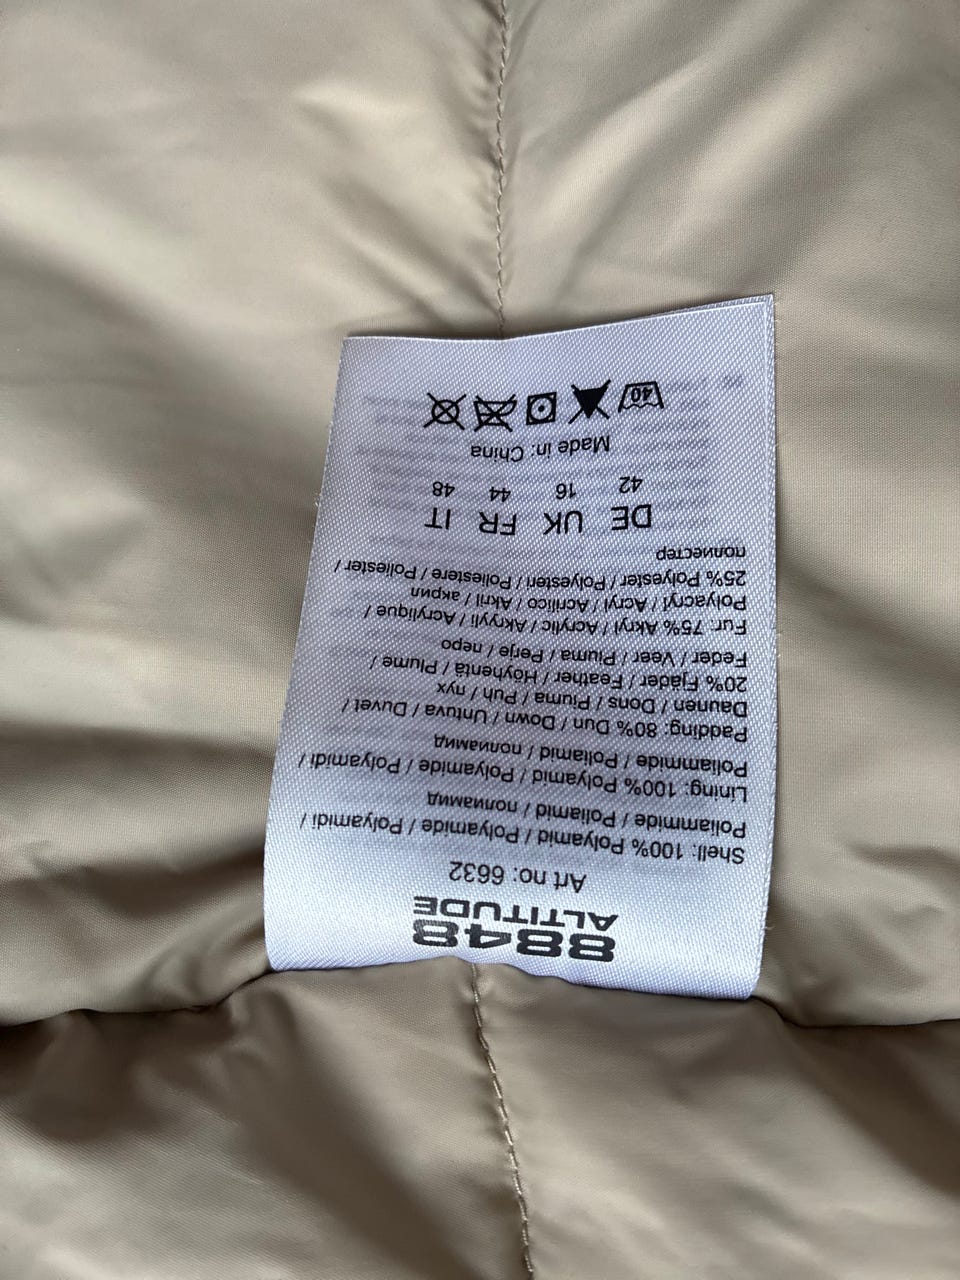 8848
ALTITUDE
Art no: 6632
Shell: 100% Polyamid / Polyamide / Polyamidi /
Poliammide / Poliamid / полиамид
Lining: 100% Polyamid / Polyamide / Polyamidi /
Poliammide / Poliamid / полиамид
Padding: 80% Dun / Down / Untuva / Duvet /
Daunen / Dons / Piuma / Puh / пух
20% Fjäder / Feather / Höyhentä / Plume /
Feder / Veer / Piuma / Perje / перо
Fur: 75% Akryl / Acrylic / Akryyli / Acrylique /
Polyacryl / Acryl / Acrilico / Akril / акрил
25% Polyester / Polyesteri / Poliestere / Poliester /
полиестер
DE UK FR IT
42 16 44 48
Made in: China
40